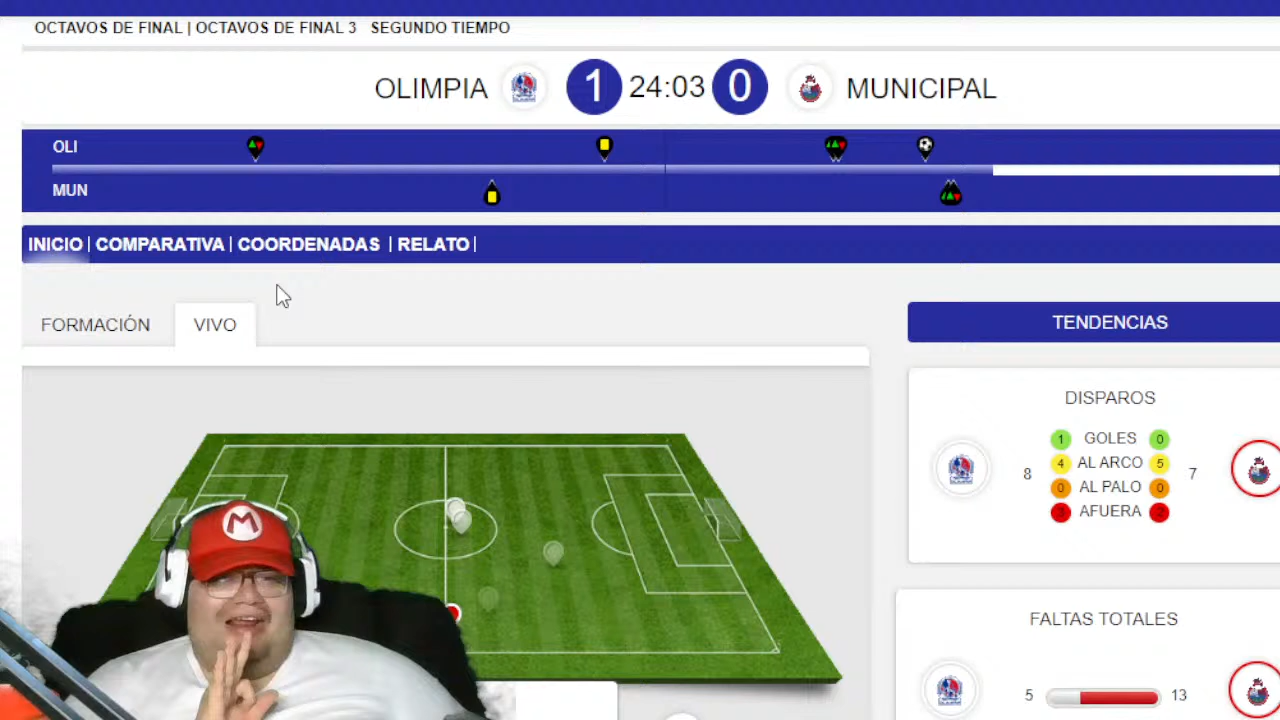 OCTAVOS DE FINAL | OCTAVOS DE FINAL 3 SEGUNDO TIEMPO
OLIMPIA 1 24:03 0 MUNICIPAL
OLI
MUN
INICIO | COMPARATIVA | COORDENADAS | RELATO |
FORMACIÓN VIVO
TENDENCIAS
DISPAROS
1 GOLES 0
8 4 AL ARCO 5 7
0 AL PALO 0
AFUERA
M
FALTAS TOTALES
5 13